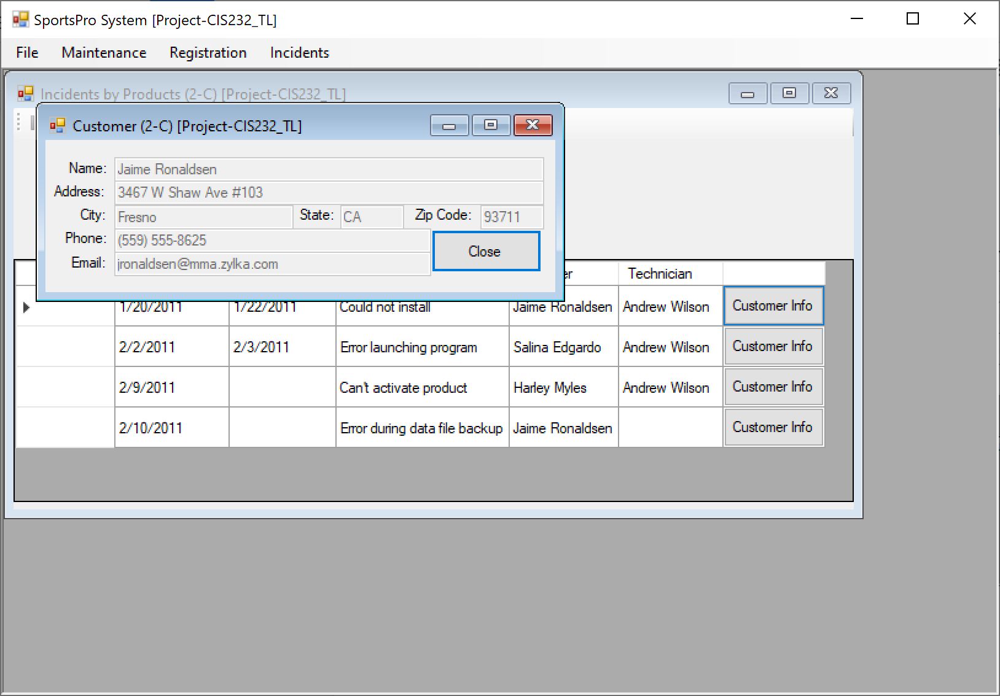 SportsPro System [Project-CIS232_TL]
File Maintenance Registration Incidents
Incidents by Products (2-C) [Project-CIS232_TL]
Customer (2-C) [Project-CIS232_TL]
Name: Jaime Ronaldsen
Address: 3467 W Shaw Ave #103
City: Fresno State: CA Zip Code: 93711
Phone: (559) 555-8625
Close
Email: jronaldsen@mma.zylka.com
Technician
1/20/2011 1/22/2011 Could not install Jaime Ronaldsen Andrew Wilson Customer Info
2/2/2011 2/3/2011 Error launching program Salina Edgardo Andrew Wilson Customer Info
2/9/2011 Can't activate product Harley Myles Andrew Wilson Customer Info
2/10/2011 Error during data file backup Jaime Ronaldsen Customer Info